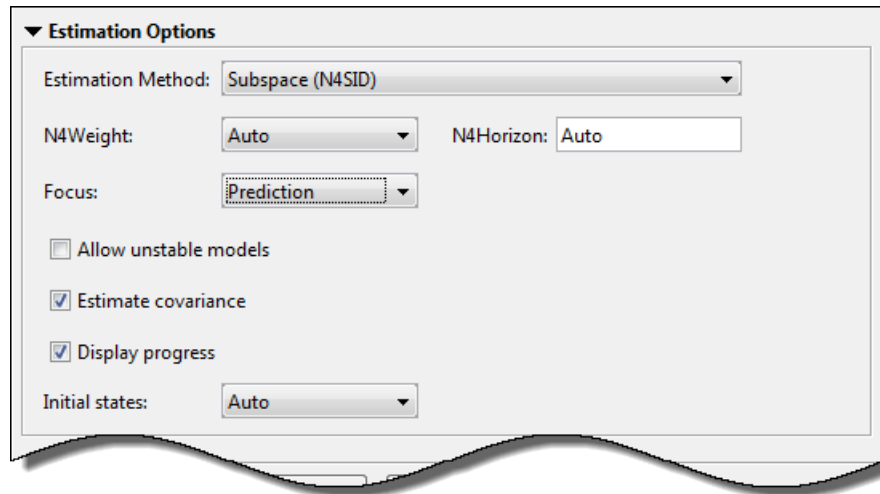 Estimation Options
Estimation Method: Subspace (N4SID)
N4Weight: Auto N4Horizon: Auto
Focus: Prediction
Allow unstable models
Estimate covariance
Display progress
Initial states: Auto